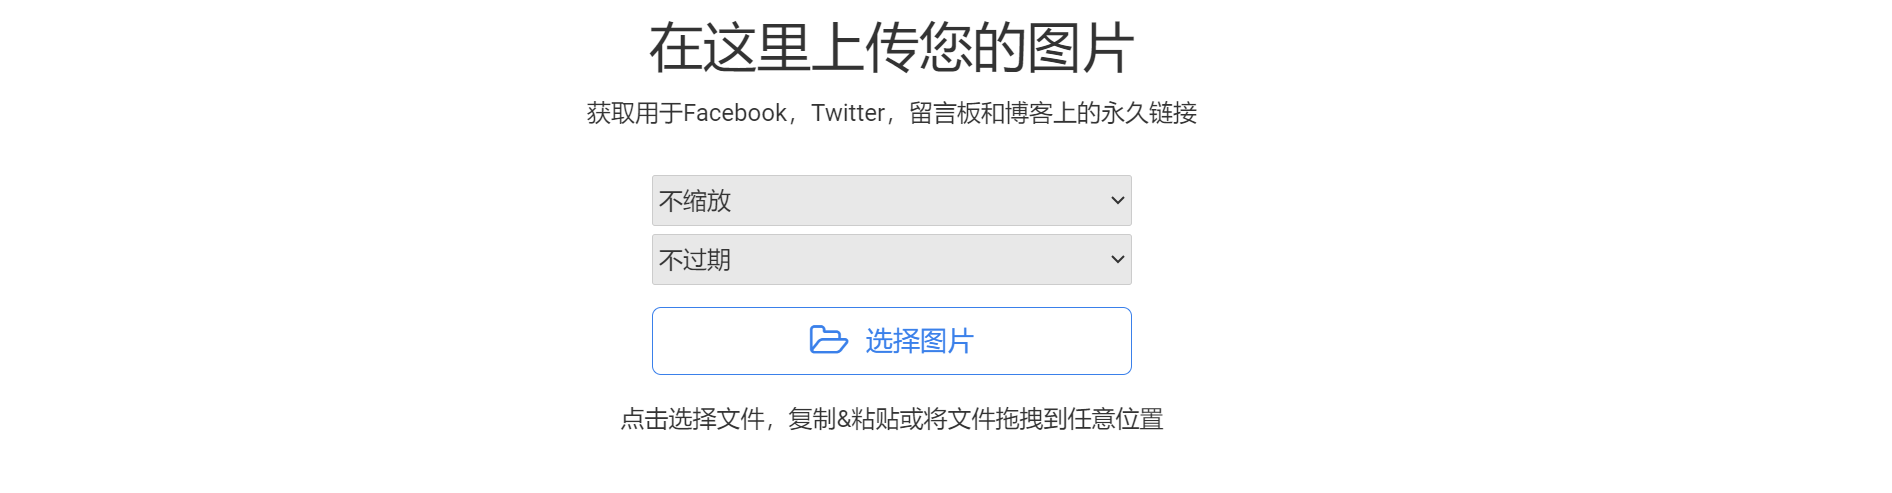 在这里上传您的图片
获取用于Facebook，Twitter，留言板和博客上的永久链接
不缩放
不过期
选择图片
点击选择文件，复制&粘贴或将文件拖拽到任意位置